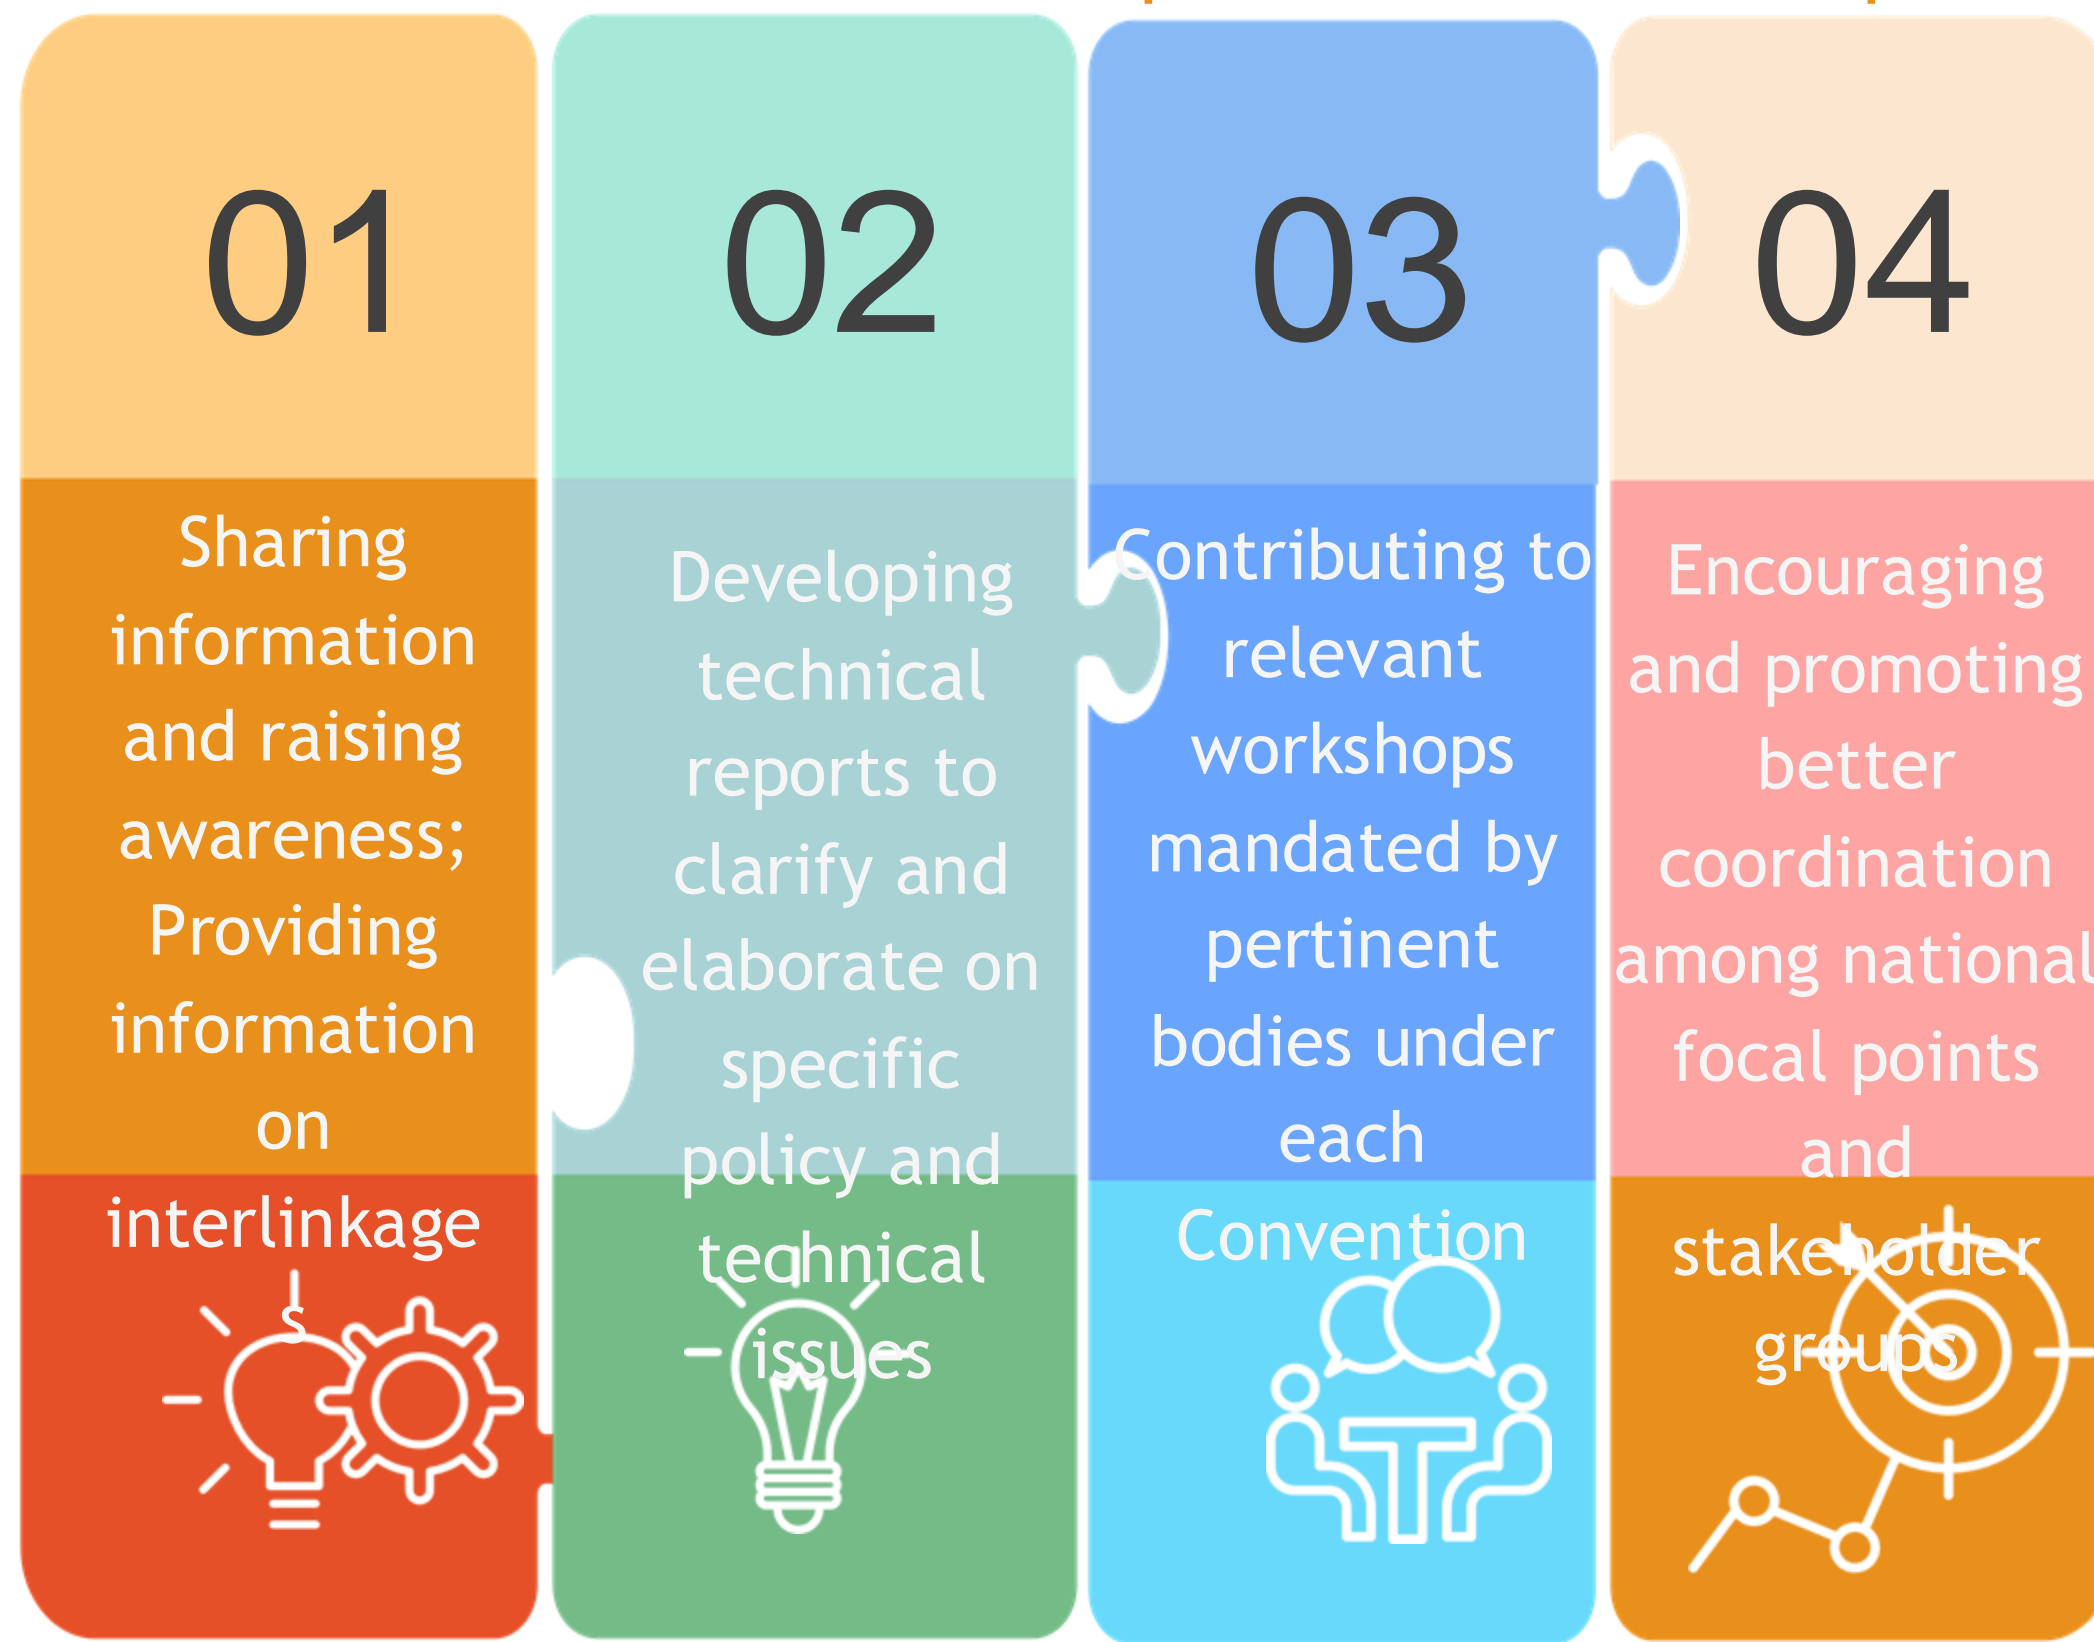 01
Sharing
information
and raising
awareness;
Providing
information
on
interlinkage
s
02
Developing
technical
reports to
clarify and
elaborate on
specific
policy and
technical
issues
03
Contributing to
relevant
workshops
mandated by
pertinent
bodies under
each
Convention
04
Encouraging
and promoting
better
coordination
among national
focal points
and
stakeholder
groups